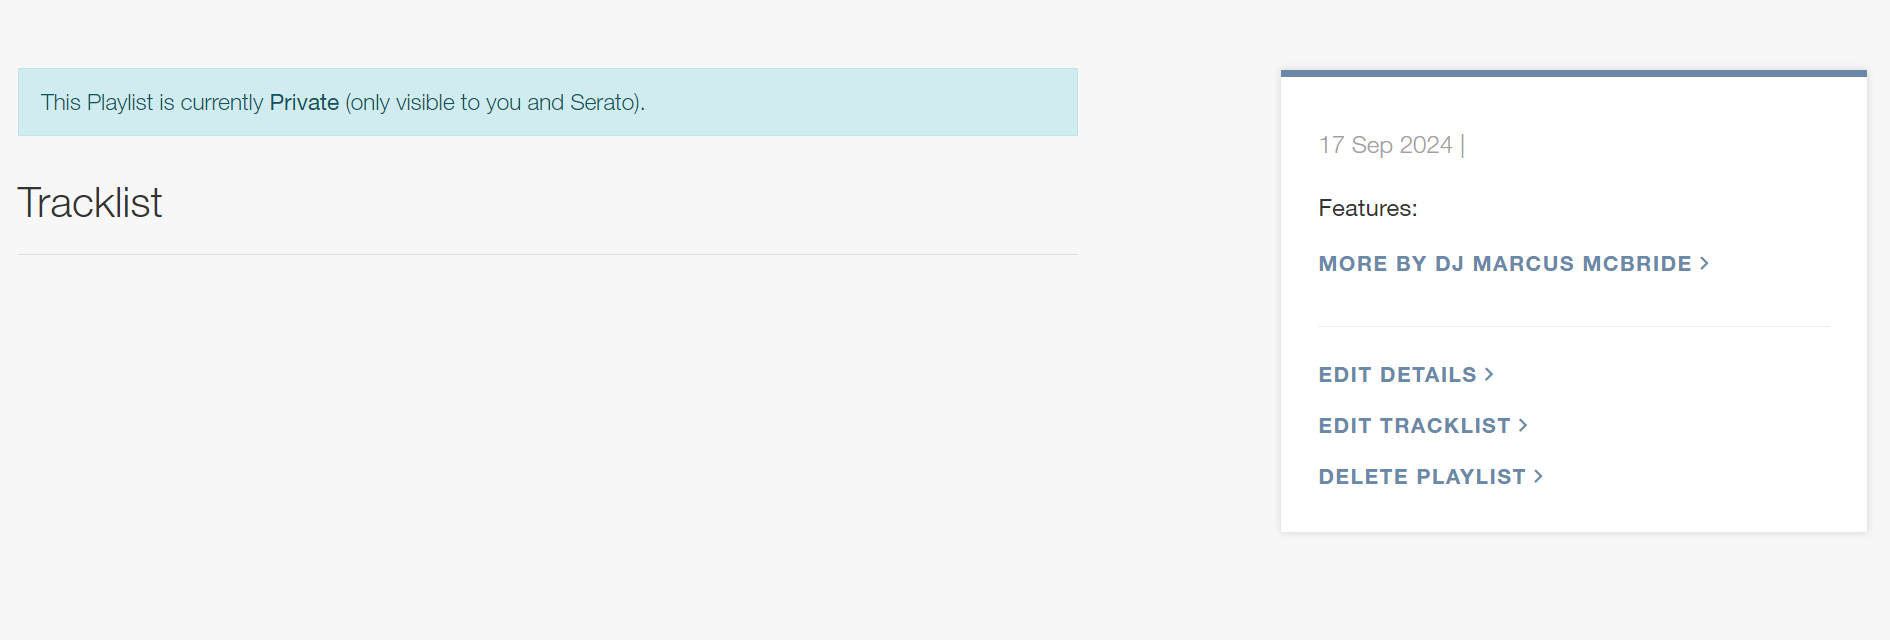 This Playlist is currently Private (only visible to you and Serato).
Tracklist
17 Sep 2024 |
Features:
MORE BY DJ MARCUS MCBRIDE >
EDIT DETAILS >
EDIT TRACKLIST >
DELETE PLAYLIST >